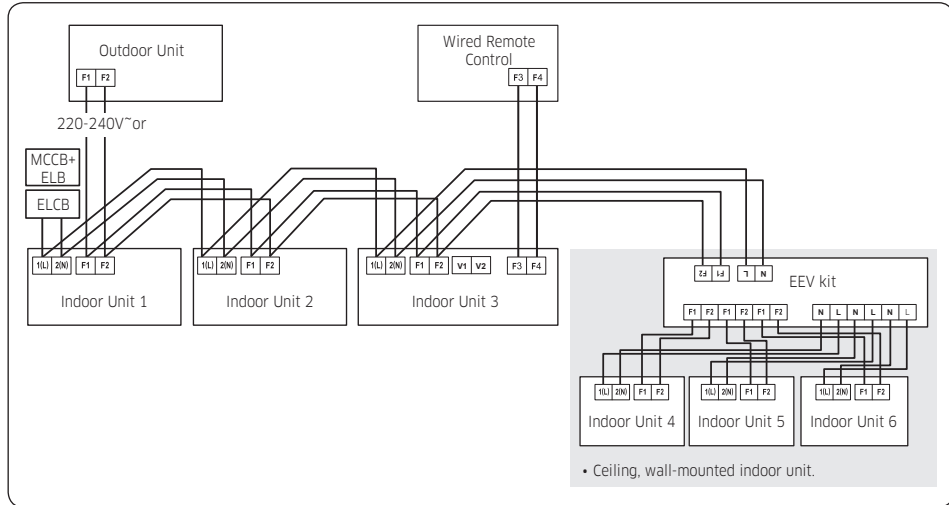 Outdoor Unit
F1 F2
Wired Remote
Control
F3 F4
220-240V~or
MCCB+
ELB
ELCB
1(L) 2(N) F1 F2
Indoor Unit 1
1(L) 2(N) F1 F2
Indoor Unit 2
1(L) 2(N) F1 F2 V1 V2 F3 F4
Indoor Unit 3
F2 F1 L N
EEV kit
F1 F2 F1 F2 F1 F2 N L N L N L
1(L) 2(N) F1 F2
Indoor Unit 4
1(L) 2(N) F1 F2
Indoor Unit 5
1(L) 2(N) F1 F2
Indoor Unit 6
• Ceiling, wall-mounted indoor unit.